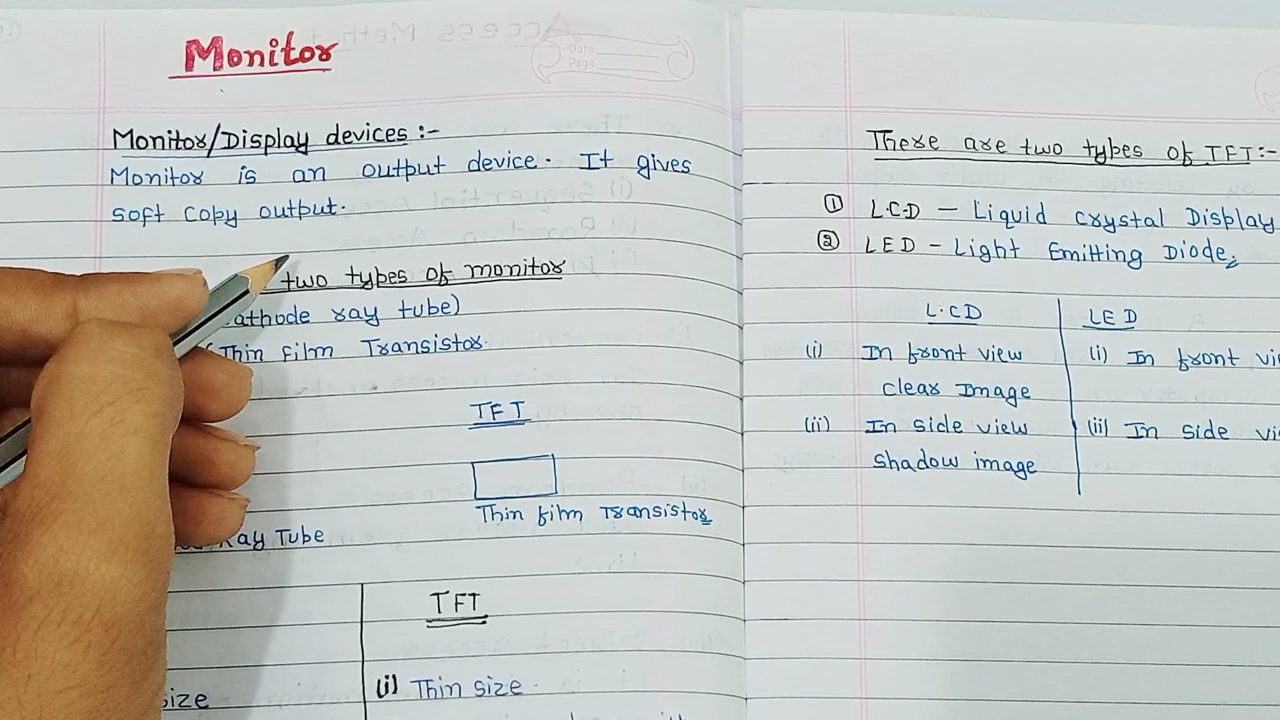 Monitor
Date
Page
Monitor/Display devices :-
Monitor is an output device. It gives
soft copy output.
two types of monitor
athode ray tube)
(Thin Film Transistor.
TFT
Thin film Transistor
Ray Tube
TFT
size
(i) Thin size.
There are two types of TFT:-
① L.C.D - Liquid crystal Display
② LED - Light Emitting Diode
L.CD LED
(i) In front view (i) In front vi
clear Image
(ii) In side view (ii) In side vi
shadow image